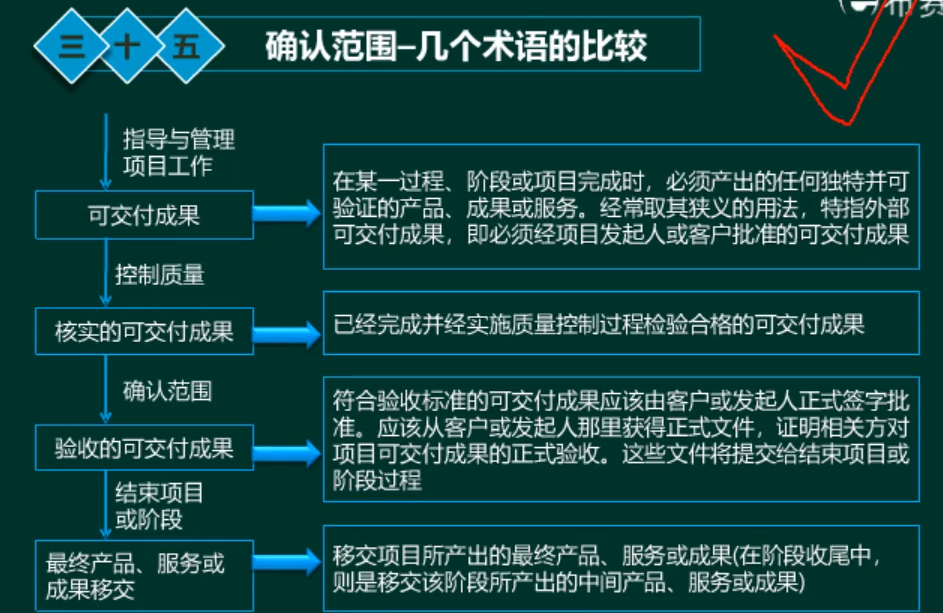 三十五
确认范围–几个术语的比较
指导与管理
项目工作
可交付成果
在某一过程、阶段或项目完成时，必须产出的任何独特并可
验证的产品、成果或服务。经常取其狭义的用法，特指外部
可交付成果，即必须经项目发起人或客户批准的可交付成果
控制质量
核实的可交付成果
已经完成并经实施质量控制过程检验合格的可交付成果
确认范围
验收的可交付成果
符合验收标准的可交付成果应该由客户或发起人正式签字批
准。应该从客户或发起人那里获得正式文件，证明相关方对
项目可交付成果的正式验收。这些文件将提交给结束项目或
阶段过程
结束项目
或阶段
最终产品、服务或
成果移交
移交项目所产出的最终产品、服务或成果(在阶段收尾中，
则是移交该阶段所产出的中间产品、服务或成果)